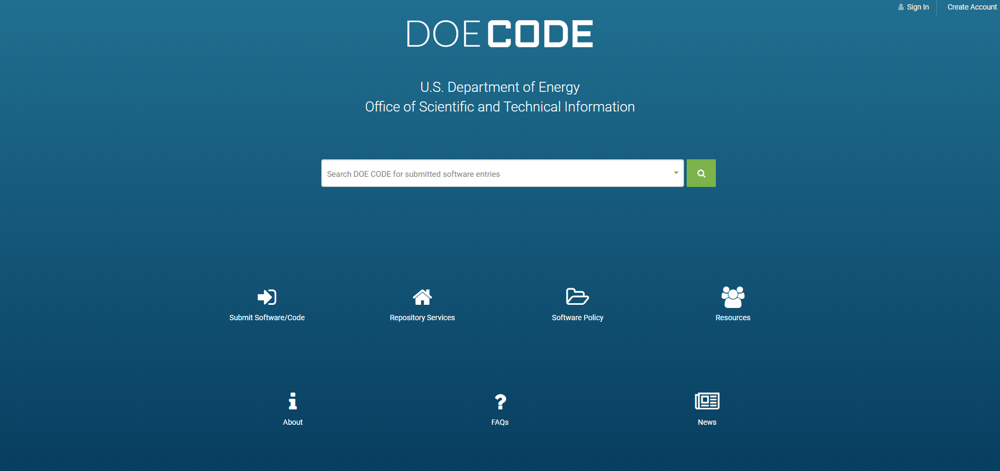 Sign In
Create Account
DOE CODE
U.S. Department of Energy
Office of Scientific and Technical Information
Search DOE CODE for submitted software entries
Submit Software/Code
Repository Services
Software Policy
Resources
About
FAQs
News